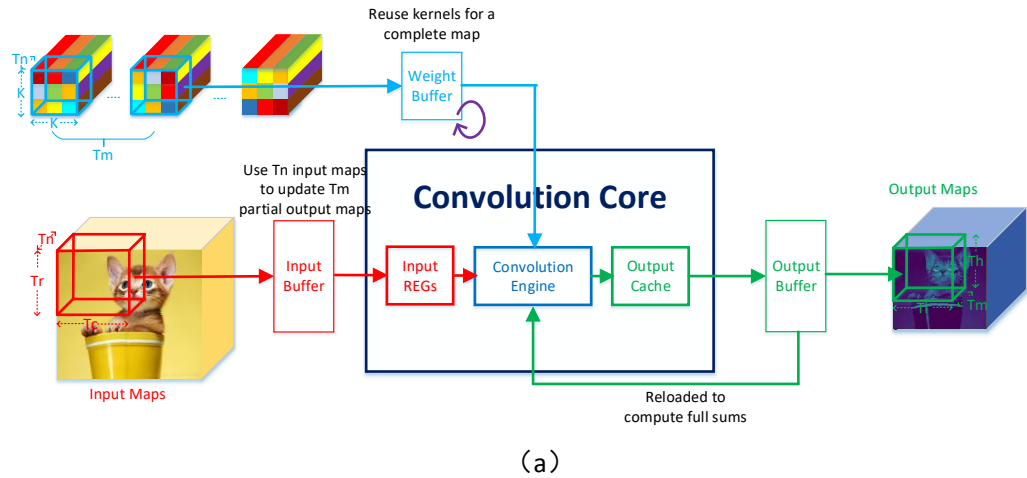 Reuse kernels for a
complete map
Tn
K
K
....
....
Tm
Weight
Buffer
Use Tn input maps
to update Tm
partial output maps
Convolution Core
Output Maps
Tn
Tr
Tc
Input
Buffer
Input
REGs
Convolution
Engine
Output
Cache
Output
Buffer
Th
Tm
Input Maps
Reloaded to
compute full sums
（a）